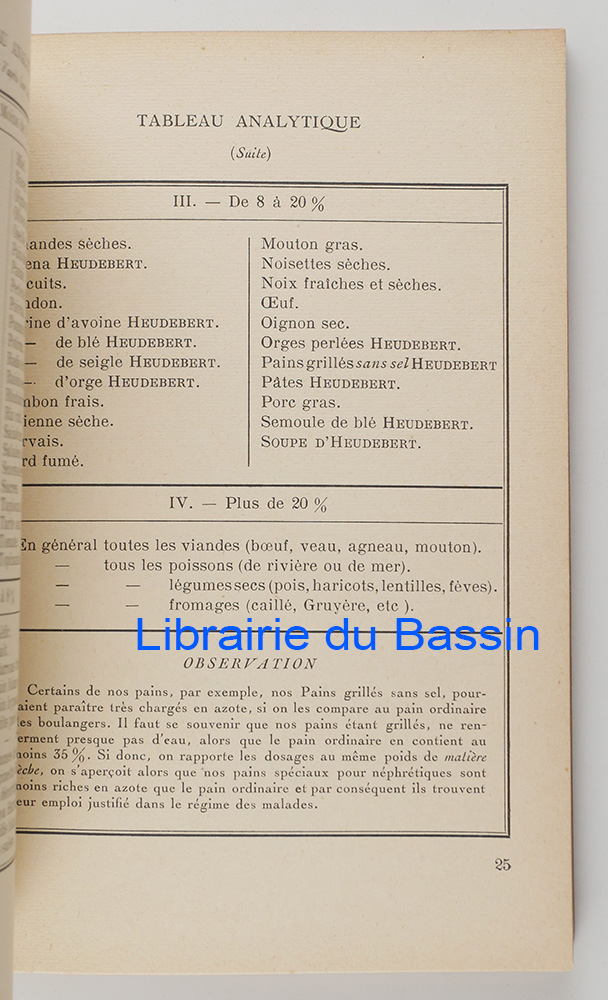 TABLEAU ANALYTIQUE
(Suite)
III. — De 8 à 20 %
andes sèches.
ena HEUDEBERT.
cuits.
ndon.
rine d'avoine HEUDEBERT.
— de blé HEUDEBERT.
— de seigle HEUDEBERT.
— d'orge HEUDEBERT.
mbon frais.
ienne sèche.
rvais.
rd fumé.
Mouton gras.
Noisettes sèches.
Noix fraîches et sèches.
Œuf.
Oignon sec.
Orges perlées HEUDEBERT.
Pains grillés sans sel HEUDEBERT
Pâtes HEUDEBERT.
Porc gras.
Semoule de blé HEUDEBERT.
SOUPE D'HEUDEBERT.
IV. — Plus de 20 %
En général toutes les viandes (bœuf, veau, agneau, mouton).
— tous les poissons (de rivière ou de mer).
— — légumes secs (pois, haricots, lentilles, fèves).
— — fromages (caillé, Gruyère, etc ).
Librairie du Bassin
OBSERVATION
Certains de nos pains, par exemple, nos Pains grillés sans sel, pour-
aient paraître très chargés en azote, si on les compare au pain ordinaire
es boulangers. Il faut se souvenir que nos pains étant grillés, ne ren-
erment presque pas d'eau, alors que le pain ordinaire en contient au
moins 35 %. Si donc, on rapporte les dosages au même poids de matière
èche, on s'aperçoit alors que nos pains spéciaux pour néphrétiques sont
moins riches en azote que le pain ordinaire et par conséquent ils trouvent
eur emploi justifié dans le régime des malades.
25